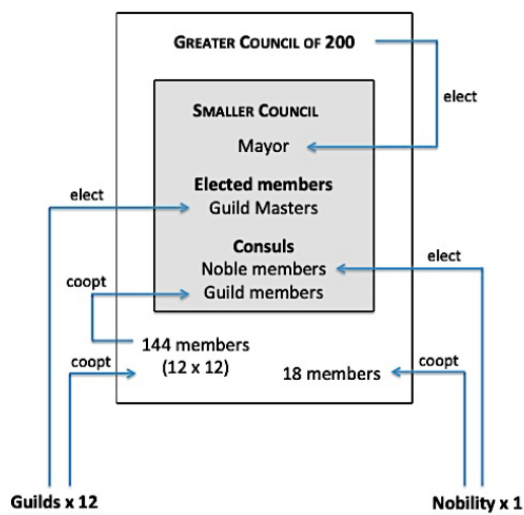 GREATER COUNCIL OF 200
elect
SMALLER COUNCIL
Mayor
elect
Elected members
Guild Masters
Consuls
elect
Noble members
coopt
Guild members
144 members
(12 x 12)
coopt
18 members
coopt
Guilds x 12
Nobility x 1